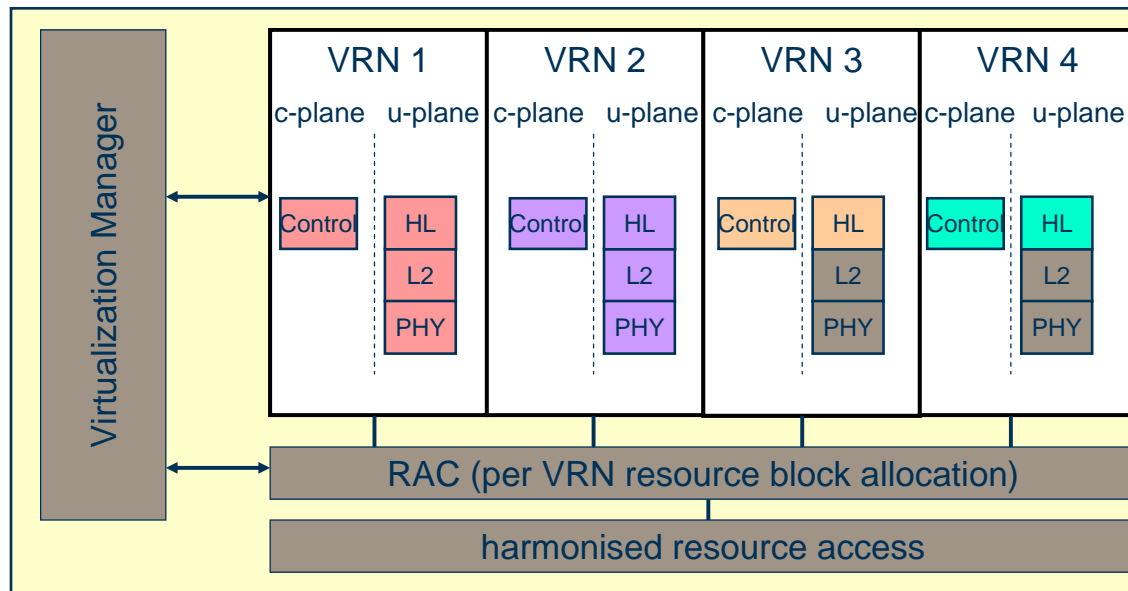 Virtualization Manager
VRN 1
c-plane u-plane
Control
HL
L2
PHY
VRN 2
c-plane u-plane
Control
HL
L2
PHY
VRN 3
c-plane u-plane
Control
HL
L2
PHY
VRN 4
c-plane u-plane
Control
HL
L2
PHY
RAC (per VRN resource block allocation)
harmonised resource access